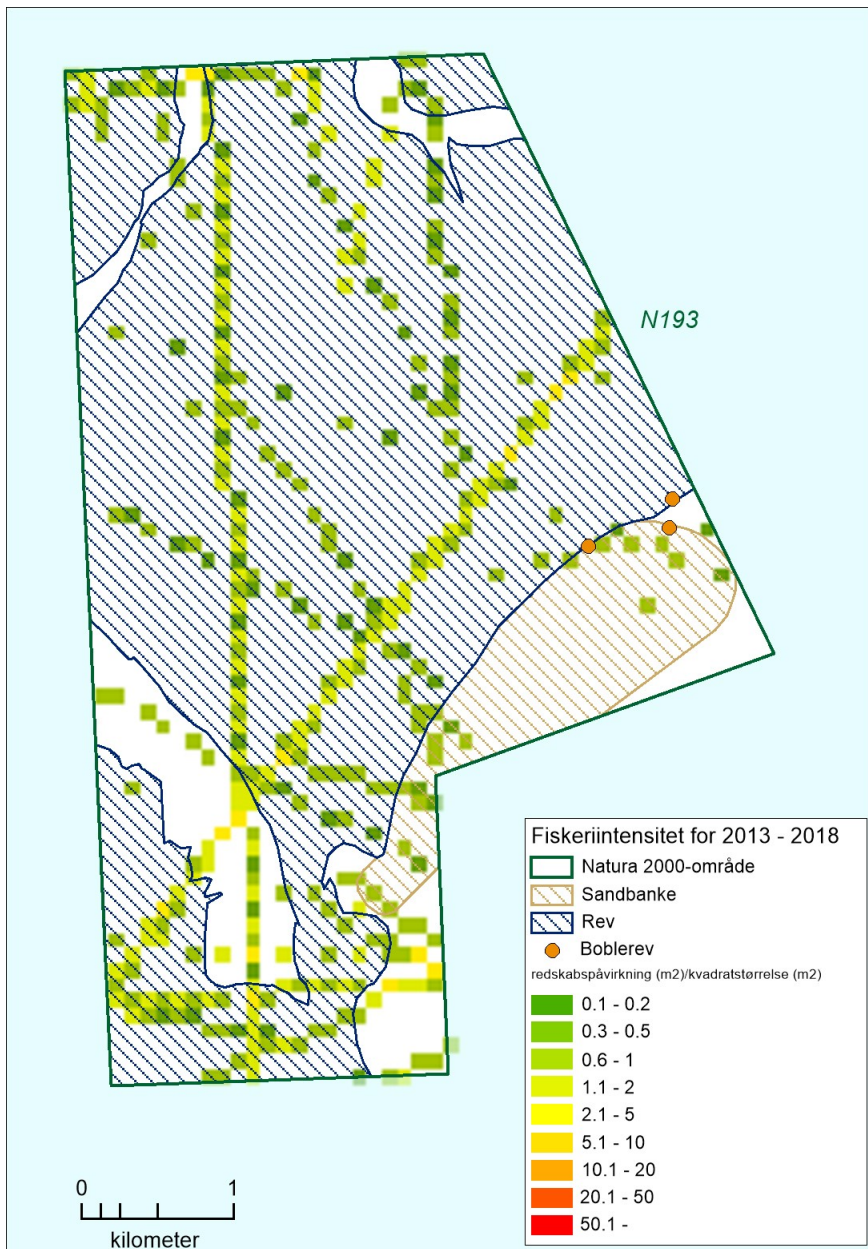 N193
Fiskeriintensitet for 2013 - 2018
Natura 2000-område
Sandbanke
Rev
Boblerev
redskabspåvirkning (m2)/kvadratstørrelse (m2)
0.1 - 0.2
0.3 - 0.5
0.6 - 1
1.1 - 2
2.1 - 5
5.1 - 10
10.1 - 20
20.1 - 50
50.1 -
0 1
kilometer